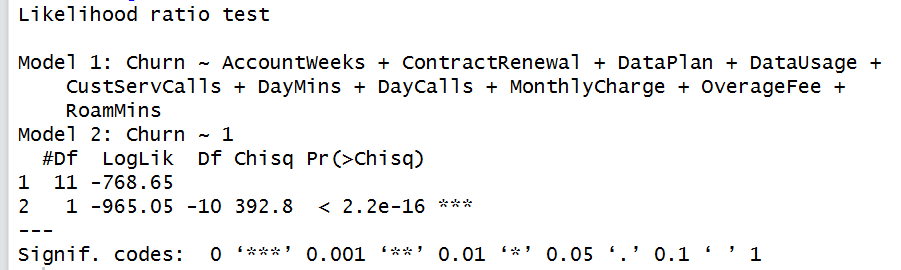 Likelihood ratio test
Model 1: Churn ~ AccountWeeks + ContractRenewal + DataPlan + DataUsage +
    CustServCalls + DayMins + DayCalls + MonthlyCharge + OverageFee +
    RoamMins
Model 2: Churn ~ 1
  #Df  LogLik  Df Chisq Pr(>Chisq)
1  11 -768.65
2   1 -965.05 -10 392.8  < 2.2e-16 ***
---
Signif. codes:  0 ‘***’ 0.001 ‘**’ 0.01 ‘*’ 0.05 ‘.’ 0.1 ‘ ’ 1